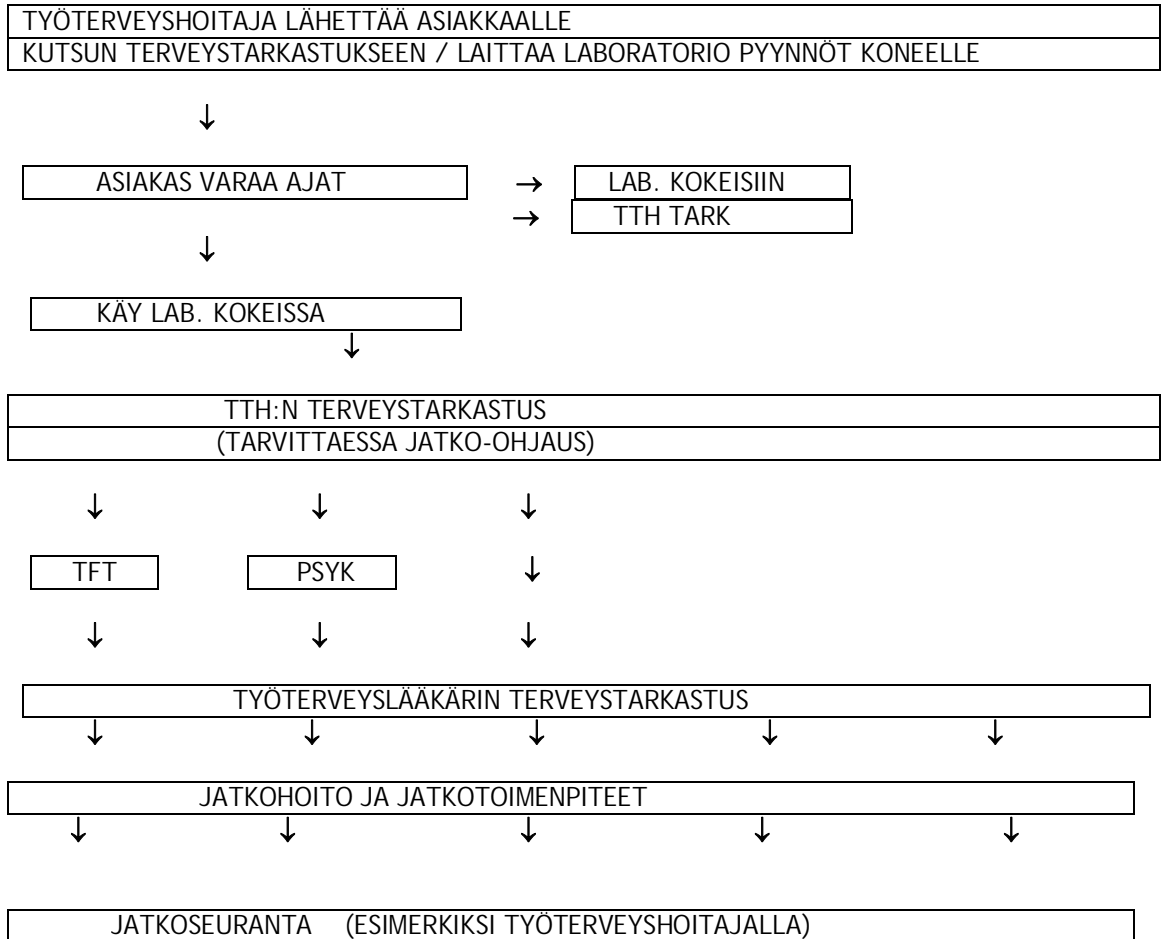 TYÖTERVEYSHOITAJA LÄHETTÄÄ ASIAKKAALLE
KUTSUN TERVEYSTARKASTUKSEEN / LAITTAA LABORATORIO PYYNNÖT KONEELLE
↓
ASIAKAS VARAA AJAT → LAB. KOKEISIIN
→ TTH TARK
↓
KÄY LAB. KOKEISSA
↓
TTH:N TERVEYSTARKASTUS
(TARVITTAESSA JATKO-OHJAUS)
↓ ↓ ↓
TFT PSYK ↓
↓ ↓ ↓
TYÖTERVEYSLÄÄKÄRIN TERVEYSTARKASTUS
↓ ↓ ↓ ↓ ↓
JATKOHOITO JA JATKOTOIMENPITEET
↓ ↓ ↓ ↓ ↓
JATKOSEURANTA (ESIMERKIKSI TYÖTERVEYSHOITAJALLA)